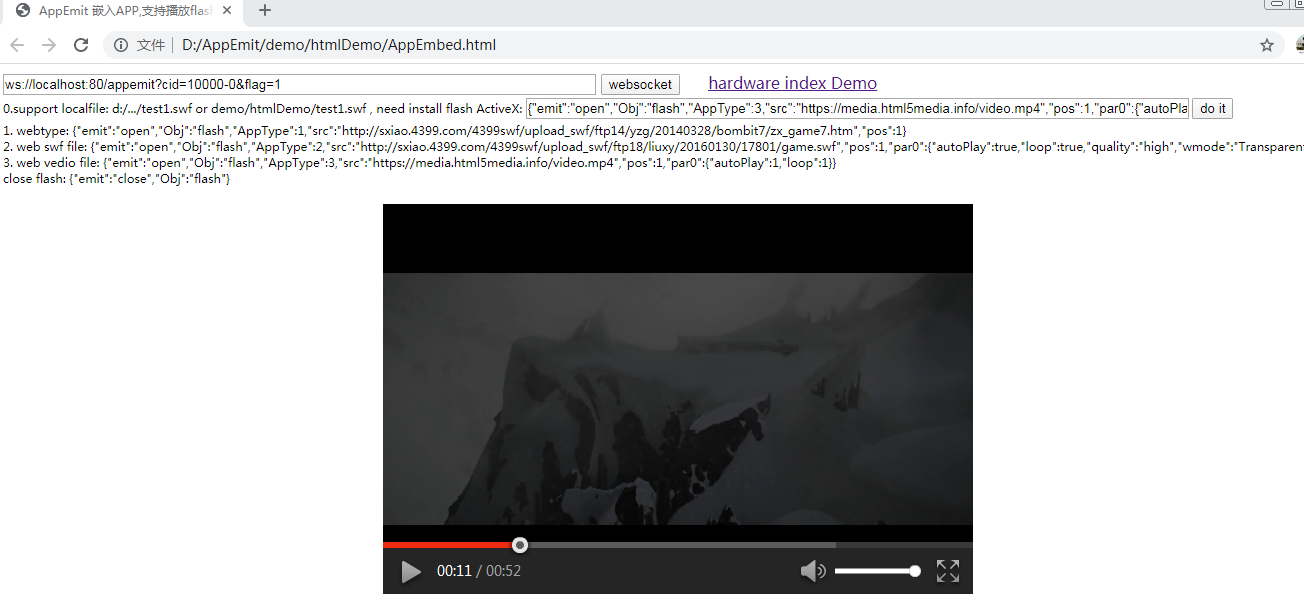 AppEmit 嵌入APP,支持播放flas
文件 D:/AppEmit/demo/htmlDemo/AppEmbed.html
ws://localhost:80/appemit?cid=10000-0&flag=1 websocket hardware index Demo
0.support localfile: d:/.../test1.swf or demo/htmlDemo/test1.swf , need install flash ActiveX: {"emit":"open","Obj":"flash","AppType":3,"src":"https://media.html5media.info/video.mp4","pos":1,"par0":{"autoPla do it
1. webtype: {"emit":"open","Obj":"flash","AppType":1,"src":"http://sxiao.4399.com/4399swf/upload_swf/ftp14/yzg/20140328/bombit7/zx_game7.htm","pos":1}
2. web swf file: {"emit":"open","Obj":"flash","AppType":2,"src":"http://sxiao.4399.com/4399swf/upload_swf/ftp18/liuxy/20160130/17801/game.swf","pos":1,"par0":{"autoPlay":true,"loop":true,"quality":"high","wmode":"Transparent
3. web vedio file: {"emit":"open","Obj":"flash","AppType":3,"src":"https://media.html5media.info/video.mp4","pos":1,"par0":{"autoPlay":1,"loop":1}}
close flash: {"emit":"close","Obj":"flash"}
00:11 / 00:52